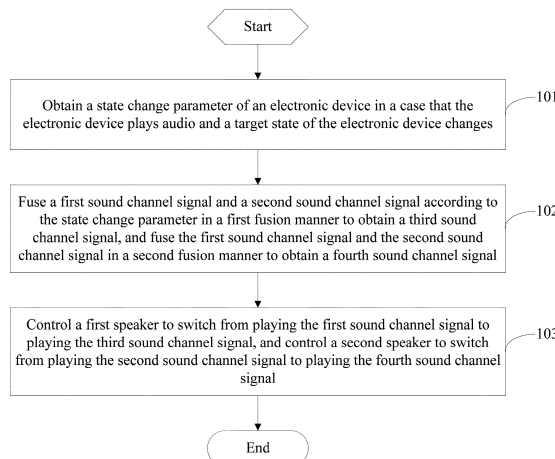 Start
Obtain a state change parameter of an electronic device in a case that the
electronic device plays audio and a target state of the electronic device changes
101
Fuse a first sound channel signal and a second sound channel signal according to
the state change parameter in a first fusion manner to obtain a third sound
channel signal, and fuse the first sound channel signal and the second sound
channel signal in a second fusion manner to obtain a fourth sound channel signal
102
Control a first speaker to switch from playing the first sound channel signal to
playing the third sound channel signal, and control a second speaker to switch
from playing the second sound channel signal to playing the fourth sound channel
signal
103
End